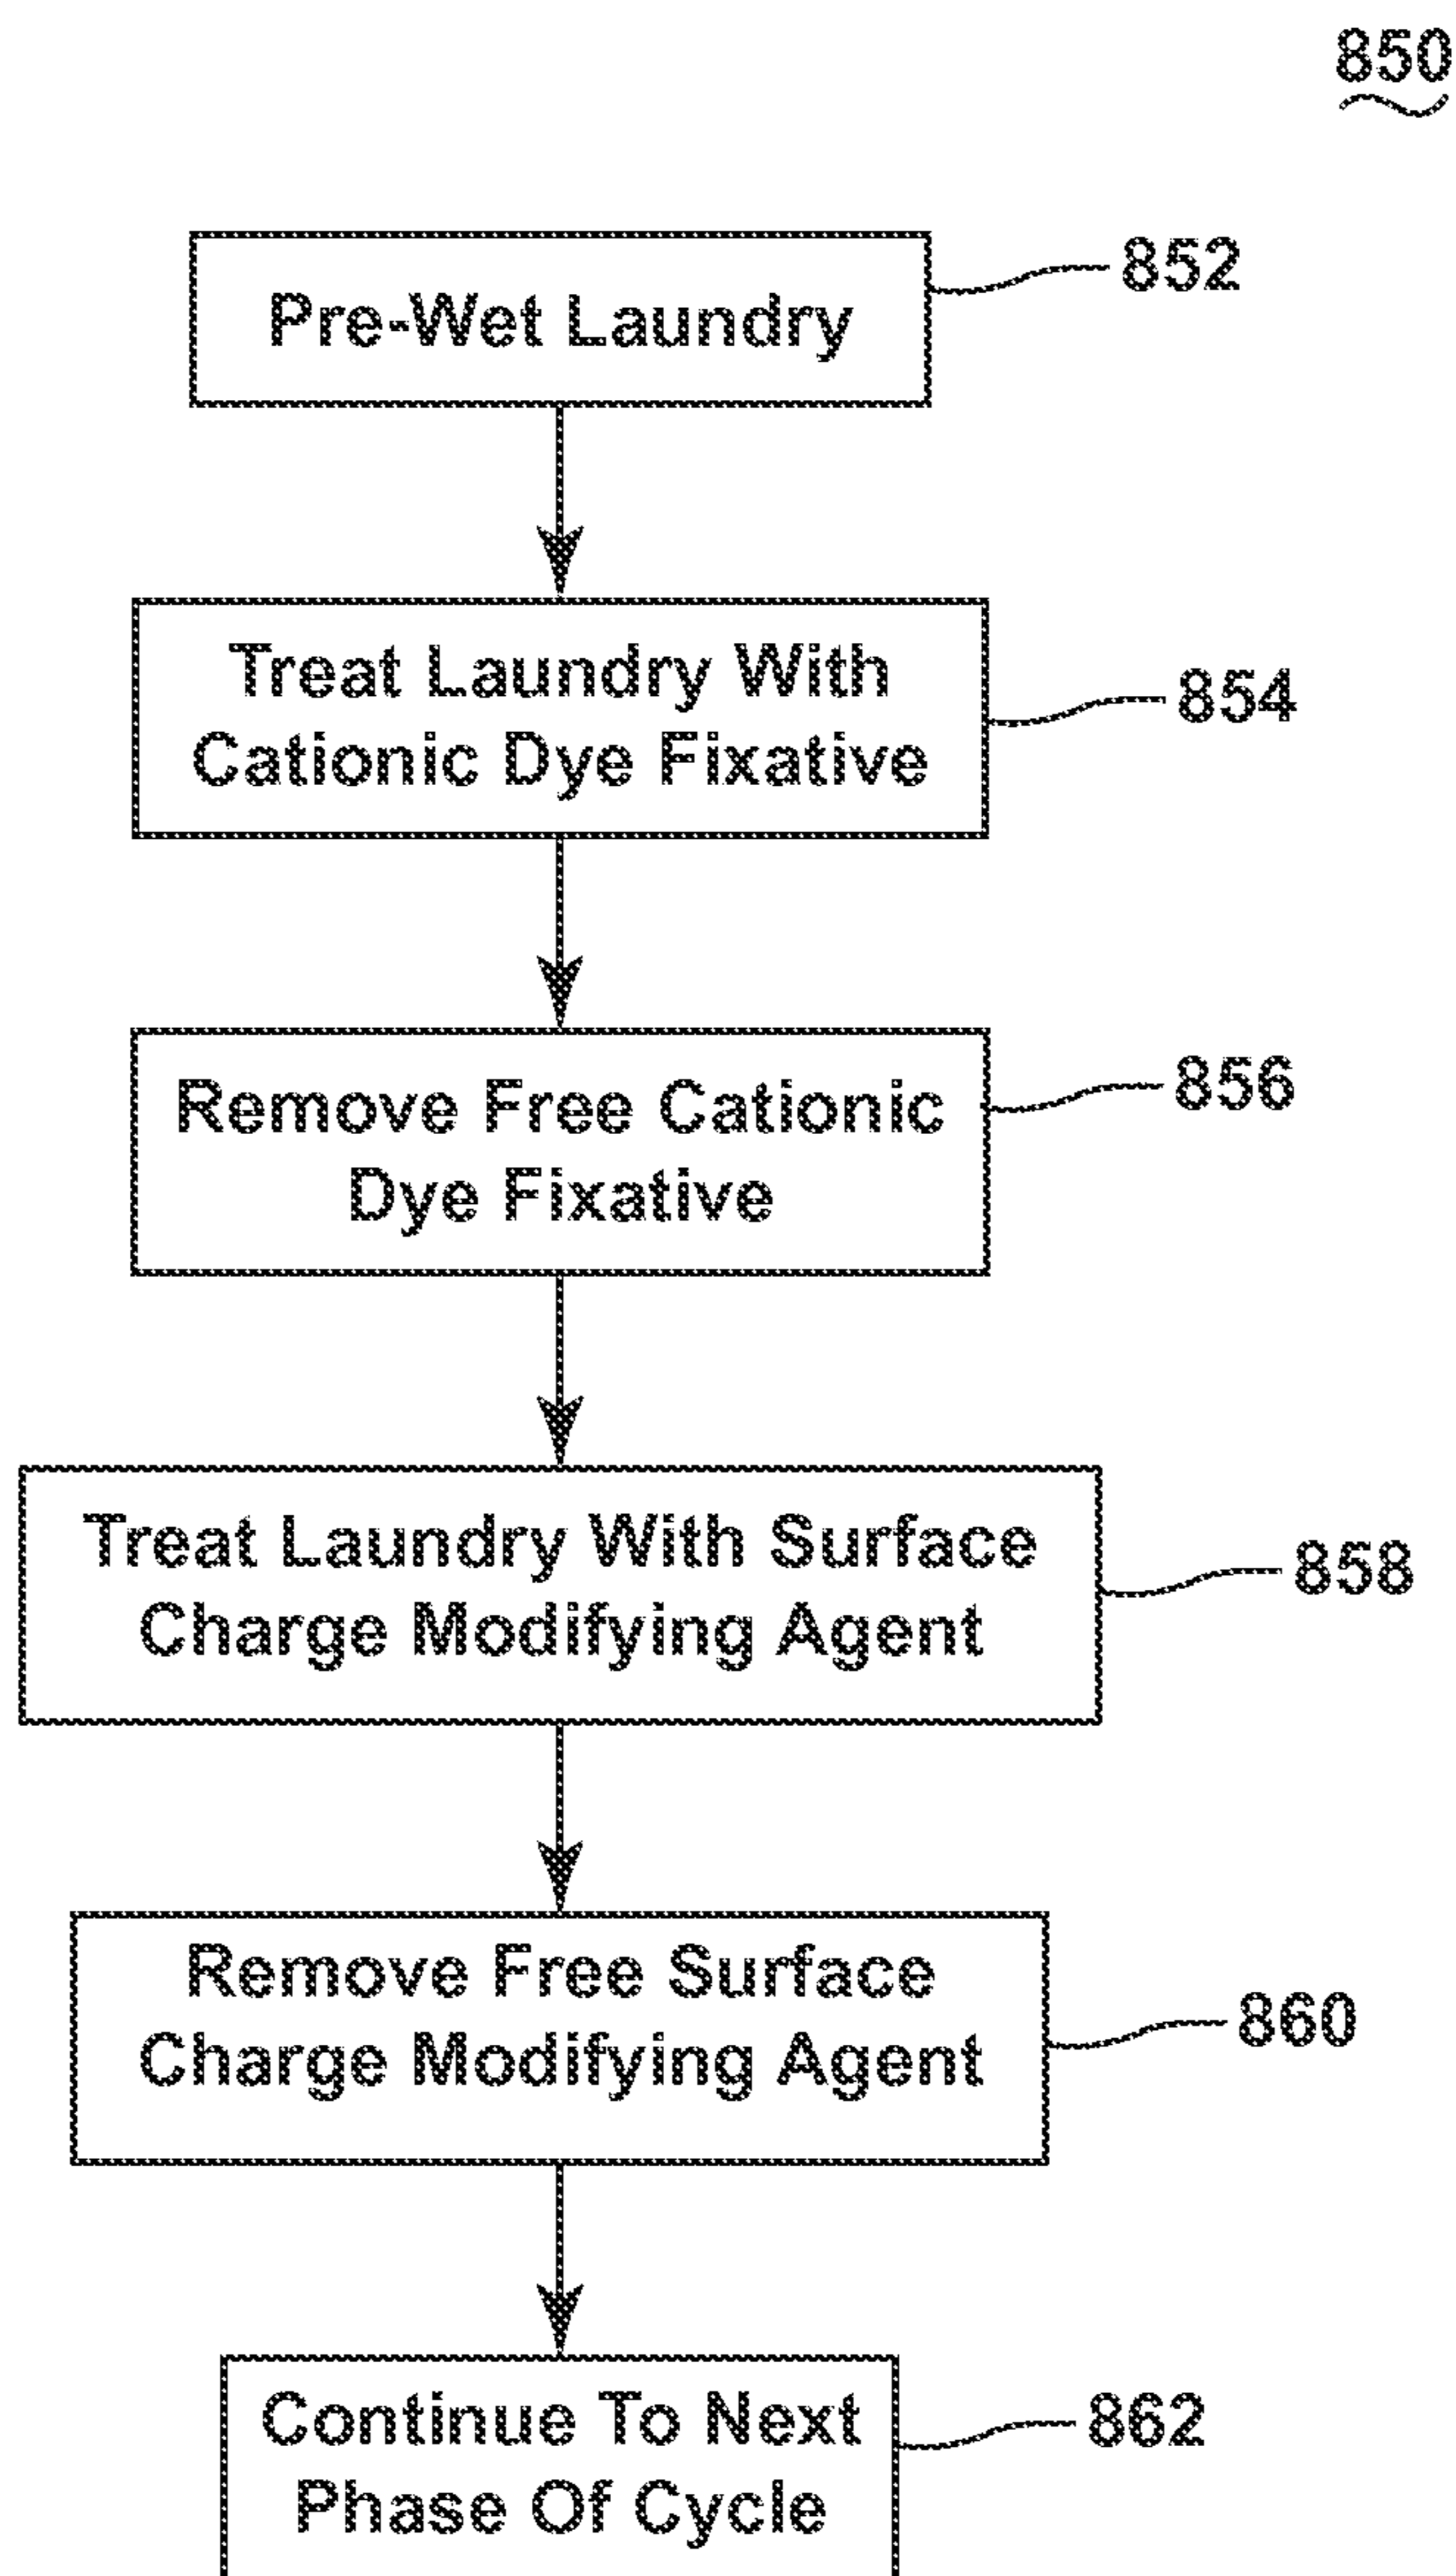 850
Pre-Wet Laundry
852
Treat Laundry With
Cationic Dye Fixative
854
Remove Free Cationic
Dye Fixative
856
Treat Laundry With Surface
Charge Modifying Agent
858
Remove Free Surface
Charge Modifying Agent
860
Continue To Next
Phase Of Cycle
862